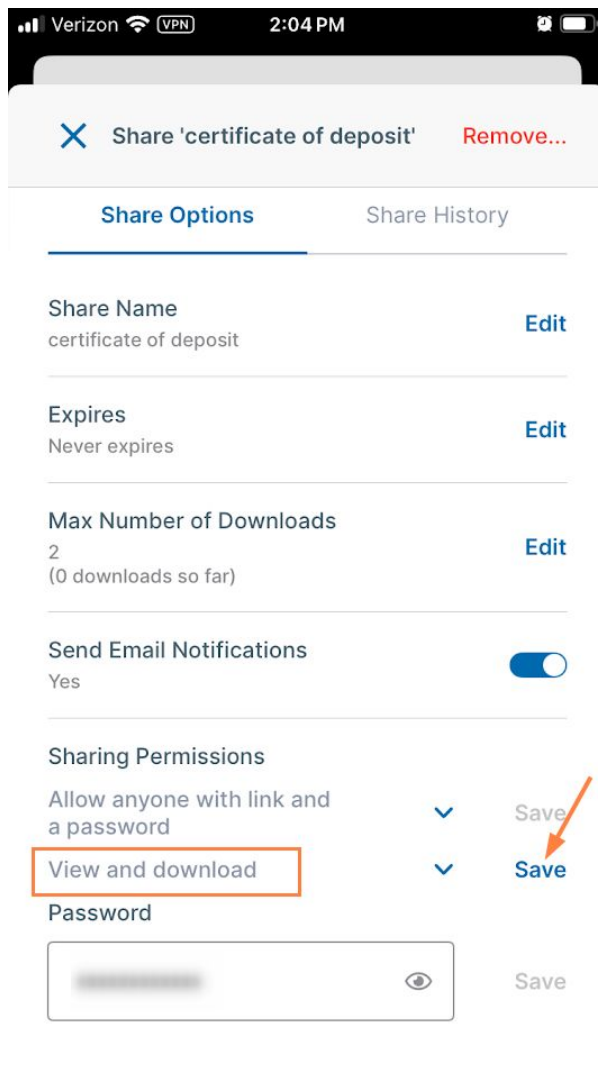 Verizon VPN 2:04 PM
Share 'certificate of deposit' Remove...
Share Options Share History
Share Name
certificate of deposit
Edit
Expires
Never expires
Edit
Max Number of Downloads
2
(0 downloads so far)
Edit
Send Email Notifications
Yes
Sharing Permissions
Allow anyone with link and
a password
Save
View and download Save
Password
Save